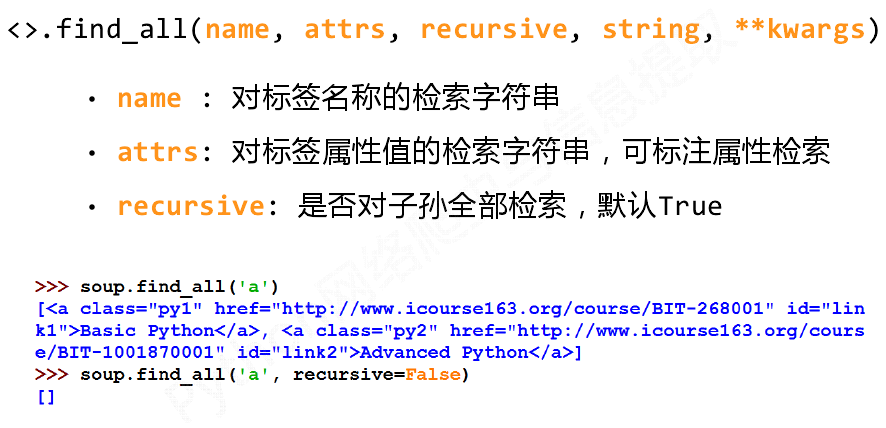 <>.find_all(name, attrs, recursive, string, **kwargs)
• name : 对标签名称的检索字符串
• attrs: 对标签属性值的检索字符串，可标注属性检索
• recursive: 是否对子孙全部检索，默认True
>>> soup.find_all('a')
[<a class="py1" href="http://www.icourse163.org/course/BIT-268001" id="lin
k1">Basic Python</a>, <a class="py2" href="http://www.icourse163.org/cours
e/BIT-1001870001" id="link2">Advanced Python</a>]
>>> soup.find_all('a', recursive=False)
[]